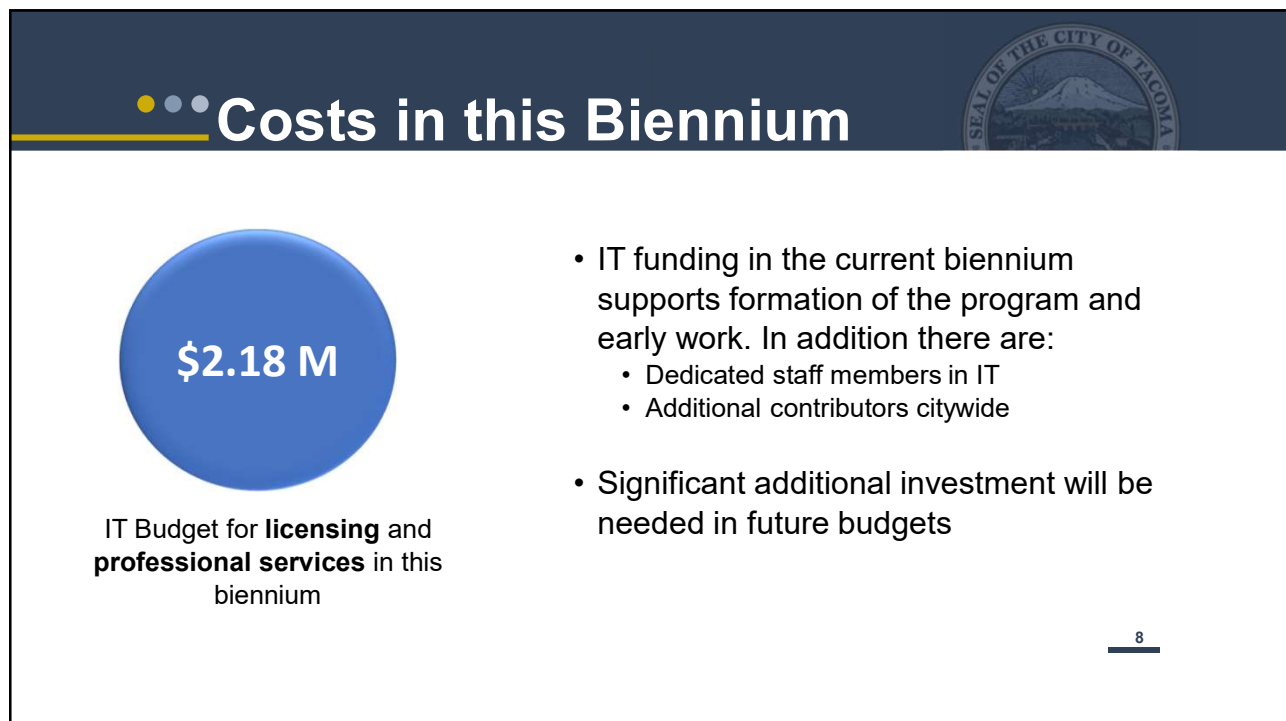 SEAL OF THE CITY OF TACOMA
Costs in this Biennium
$2.18 M
IT Budget for licensing and
professional services in this
biennium
• IT funding in the current biennium
supports formation of the program and
early work. In addition there are:
• Dedicated staff members in IT
• Additional contributors citywide
• Significant additional investment will be
needed in future budgets
8